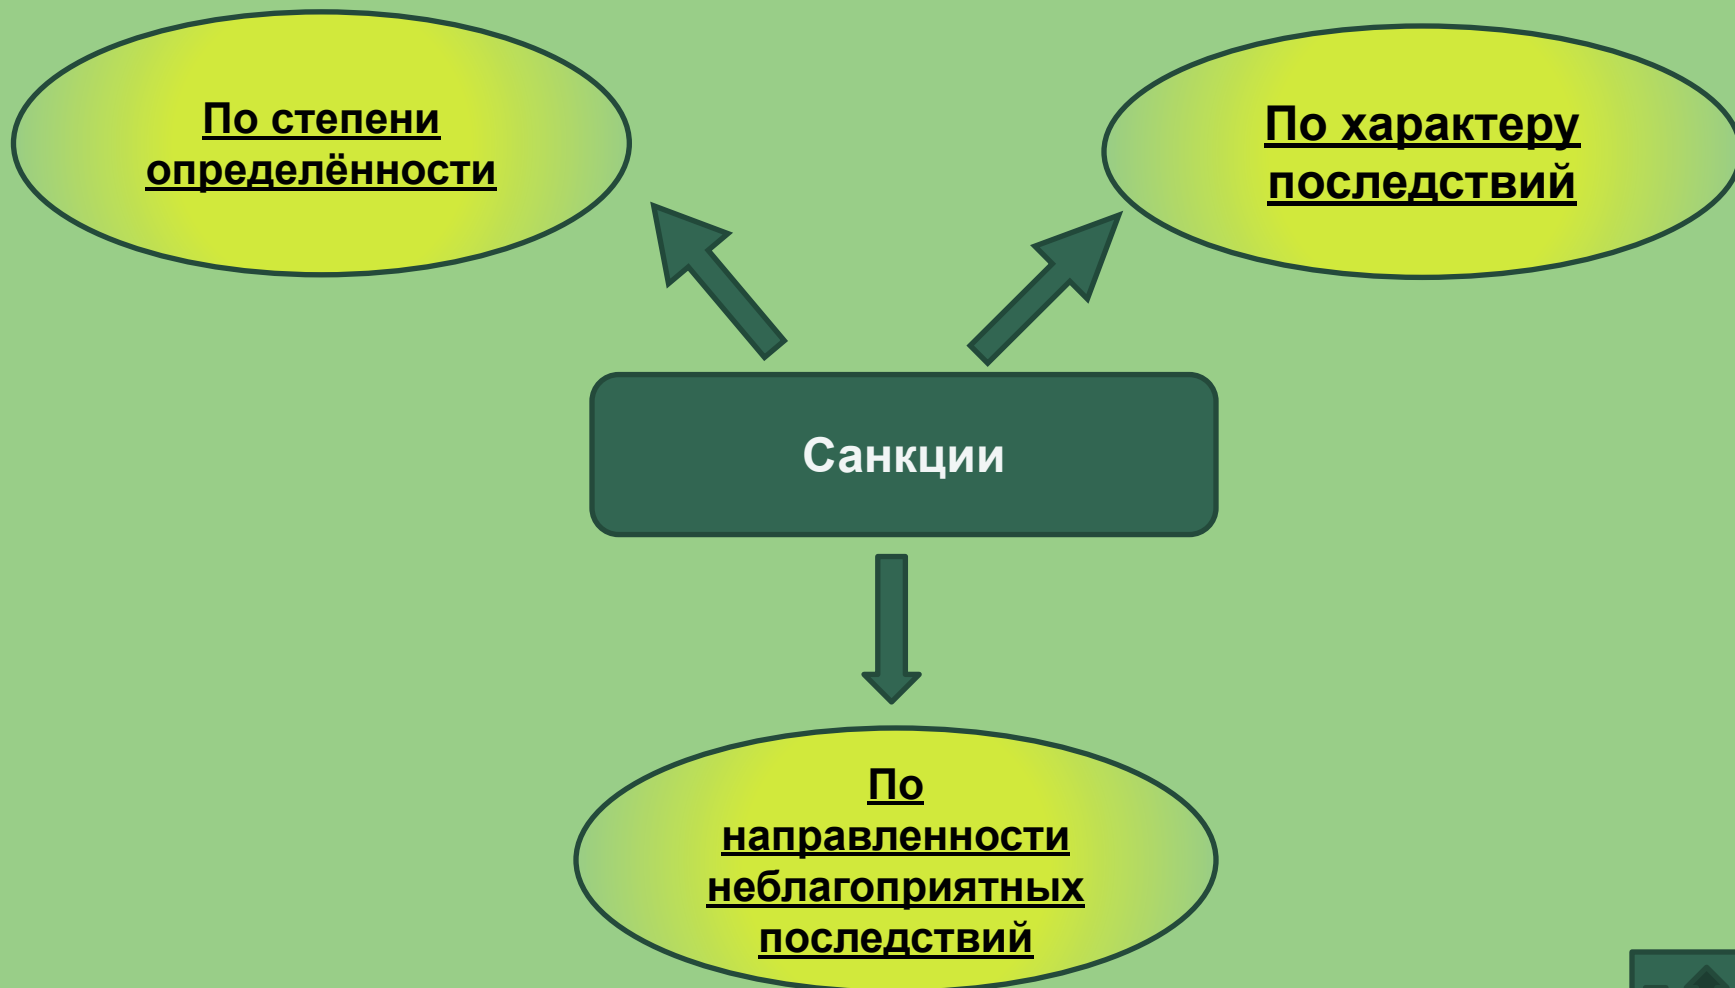 По степени
определённости
По характеру
последствий
Санкции
По
направленности
неблагоприятных
последствий